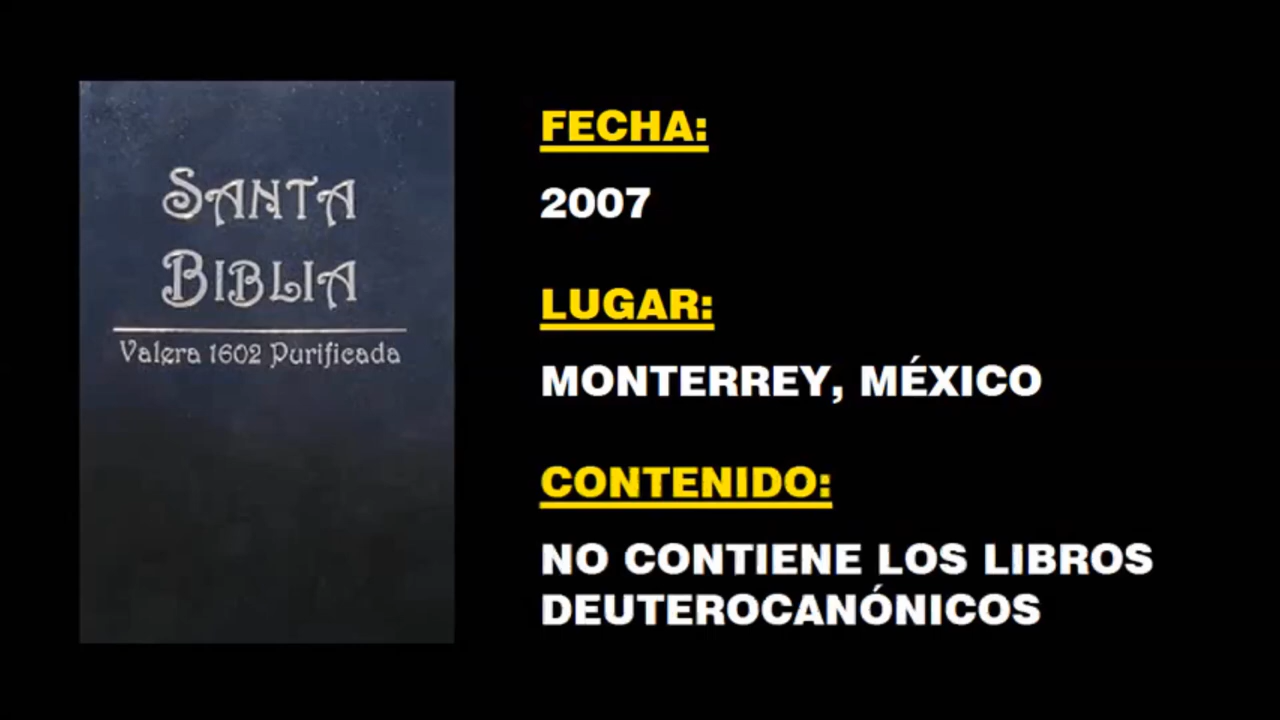 SANTA
BIBLIA
Valera 1602 Purificada
FECHA:
2007
LUGAR:
MONTERREY, MÉXICO
CONTENIDO:
NO CONTIENE LOS LIBROS
DEUTEROCANÓNICOS